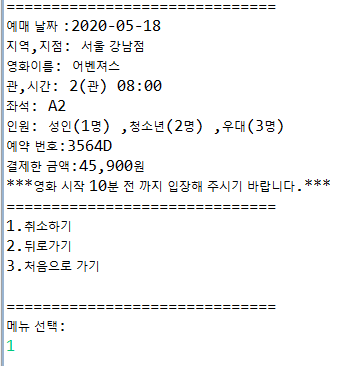 ==============================
예매 날짜 :2020-05-18
지역,지점: 서울 강남점
영화이름: 어벤져스
관,시간: 2(관) 08:00
좌석: A2
인원: 성인(1명) ,청소년(2명) ,우대(3명)
예약 번호:3564D
결제한 금액:45,900원
***영화 시작 10분 전 까지 입장해 주시기 바랍니다.***
==============================
1.취소하기
2.뒤로가기
3.처음으로 가기
==============================
메뉴 선택:
1